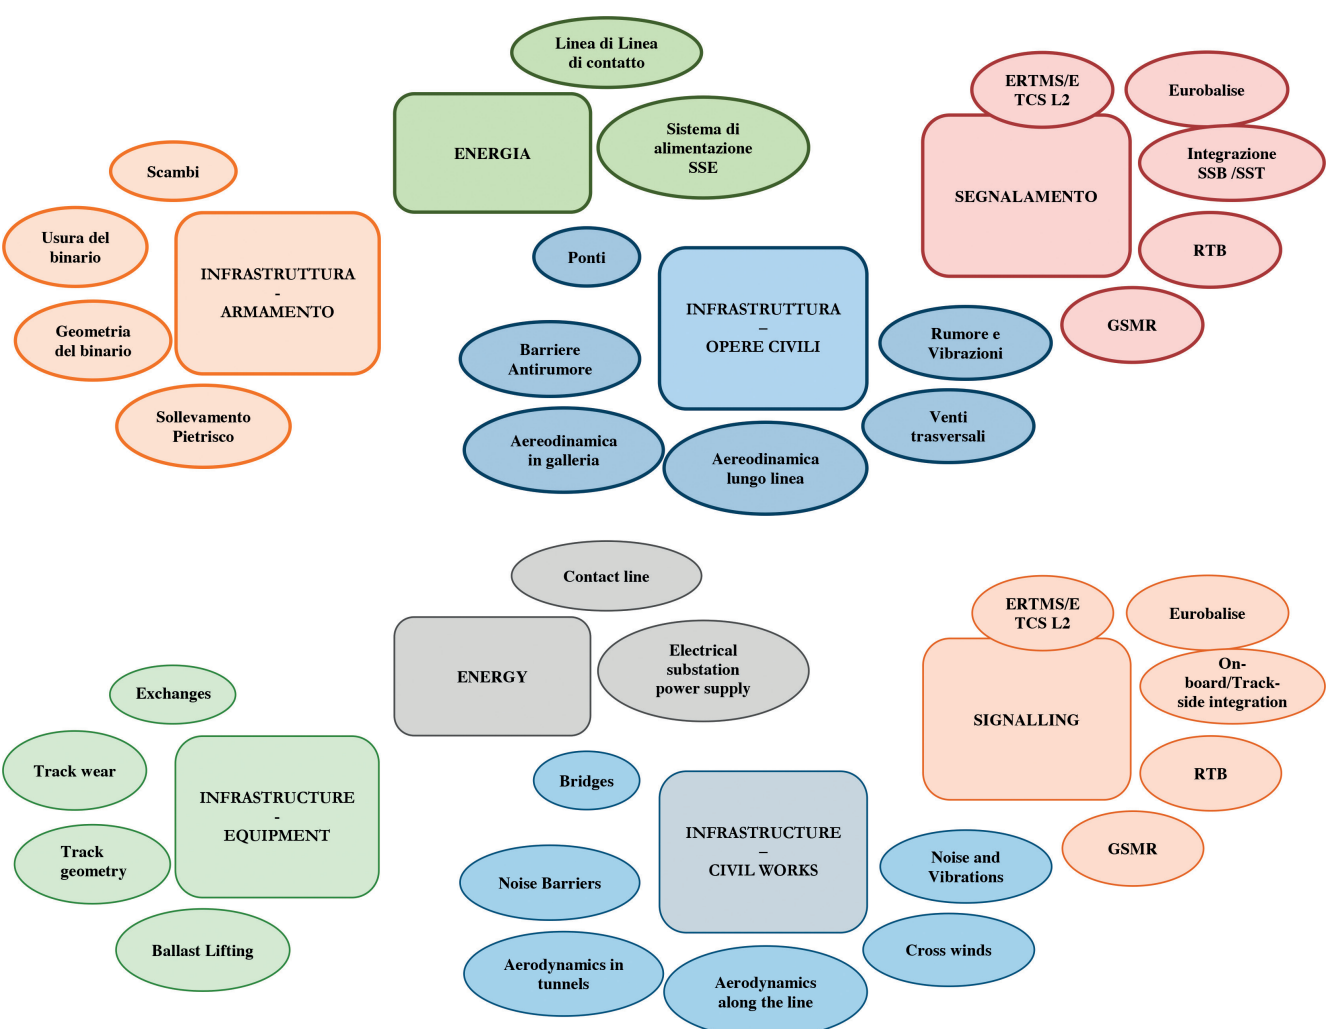 Linea di Linea
di contatto
ENERGIA
Sistema di
alimentazione
SSE
ERTMS/E
TCS L2
Eurobalise
Integrazione
SSB /SST
SEGNALAMENTO
RTB
GSMR
Scambi
Usura del
binario
INFRASTRUTTURA
-
ARMAMENTO
Geometria
del binario
Sollevamento
Pietrisco
Ponti
INFRASTRUTTURA
–
OPERE CIVILI
Barriere
Antirumore
Rumore e
Vibrazioni
Aereodinamica
in galleria
Aereodinamica
lungo linea
Venti
trasversali
Contact line
ENERGY
Electrical
substation
power supply
ERTMS/E
TCS L2
Eurobalise
On-
board/Track-
side integration
SIGNALLING
RTB
GSMR
Exchanges
Track wear
INFRASTRUCTURE
-
EQUIPMENT
Track
geometry
Ballast Lifting
Bridges
INFRASTRUCTURE
–
CIVIL WORKS
Noise Barriers
Noise and
Vibrations
Aerodynamics in
tunnels
Aerodynamics
along the line
Cross winds